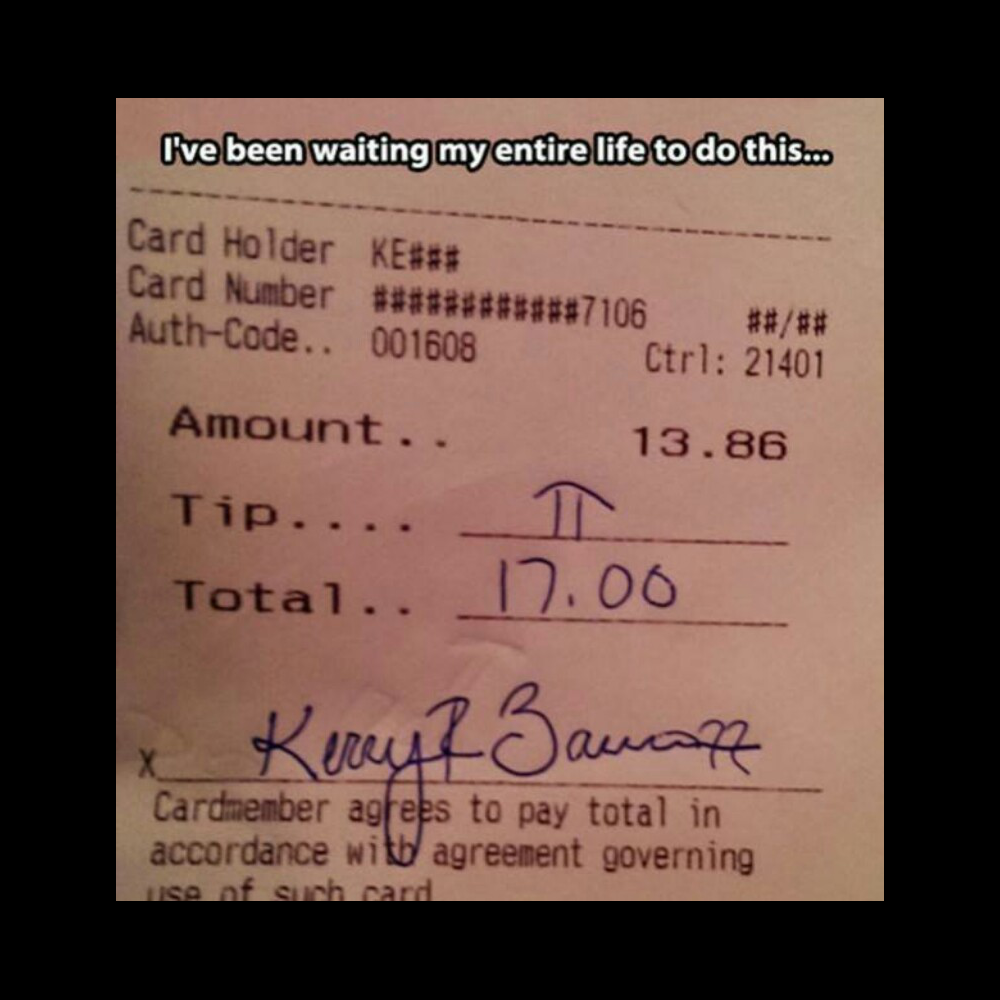 I've been waiting my entire life to do this...
Card Holder KE###
Card Number ############7106 ##/##
Auth-Code.. 001608 Ctrl: 21401
Amount.. 13.86
Tip.... π
Total.. 17.00
X Kerry R
Cardmember agrees to pay total in
accordance with agreement governing
use of such card